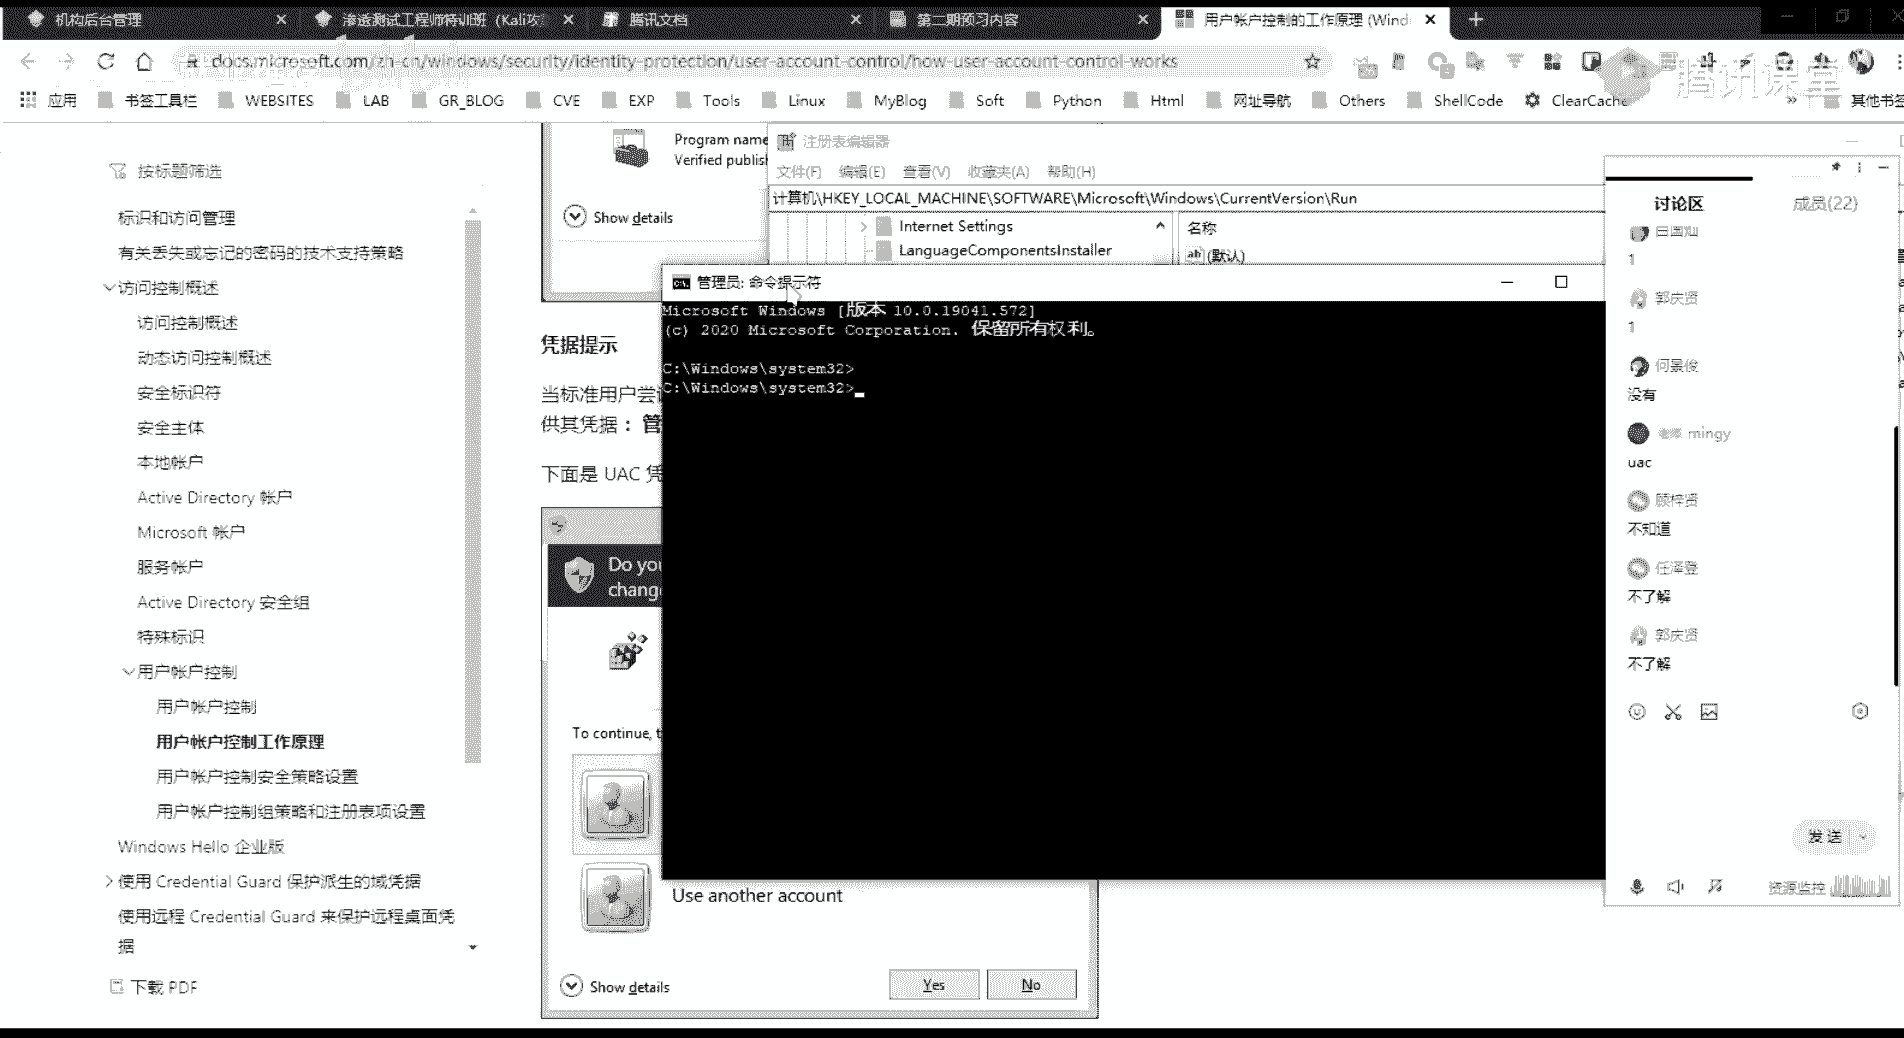 机构后台管理
渗透测试工程师特训班 (Kali攻
腾讯文档
第二期预习内容
用户帐户控制的工作原理 (Wind
docs.microsoft.com/zh-cn/windows/security/identity-protection/user-account-control/how-user-account-control-works
腾讯课堂
应用
书签工具栏
WEBSITES
LAB
GR_BLOG
CVE
EXP
Tools
Linux
MyBlog
Soft
Python
Html
网址导航
Others
ShellCode
ClearCache
»
其他书签
按标题筛选
标识和访问管理
有关丢失或忘记的密码的技术支持策略
访问控制概述
访问控制概述
动态访问控制概述
安全标识符
安全主体
本地帐户
Active Directory 帐户
Microsoft 帐户
服务帐户
Active Directory 安全组
特殊标识
用户帐户控制
用户帐户控制
用户帐户控制工作原理
用户帐户控制安全策略设置
用户帐户控制组策略和注册表项设置
Windows Hello 企业版
使用 Credential Guard 保护派生的域凭据
使用远程 Credential Guard 来保护远程桌面凭
据
下载 PDF
Program name
Verified publish
Show details
凭据提示
当标准用户尝
供其凭据：管
下面是 UAC 凭
Do you
change
To continue, t
Use another account
Show details
Yes
No
注册表编辑器
文件(F) 编辑(E) 查看(V) 收藏夹(A) 帮助(H)
计算机\HKEY_LOCAL_MACHINE\SOFTWARE\Microsoft\Windows\CurrentVersion\Run
Internet Settings
LanguageComponentsInstaller
名称
ab (默认)
管理员: 命令提示符
Microsoft Windows [版本 10.0.19041.572]
(c) 2020 Microsoft Corporation. 保留所有权利。
C:\Windows\system32>
C:\Windows\system32>
讨论区
成员(22)
1
郭庆贤
1
何景俊
没有
老师 mingy
uac
顾梓贤
不知道
任泽登
不了解
郭庆贤
不了解
发送
资源监控